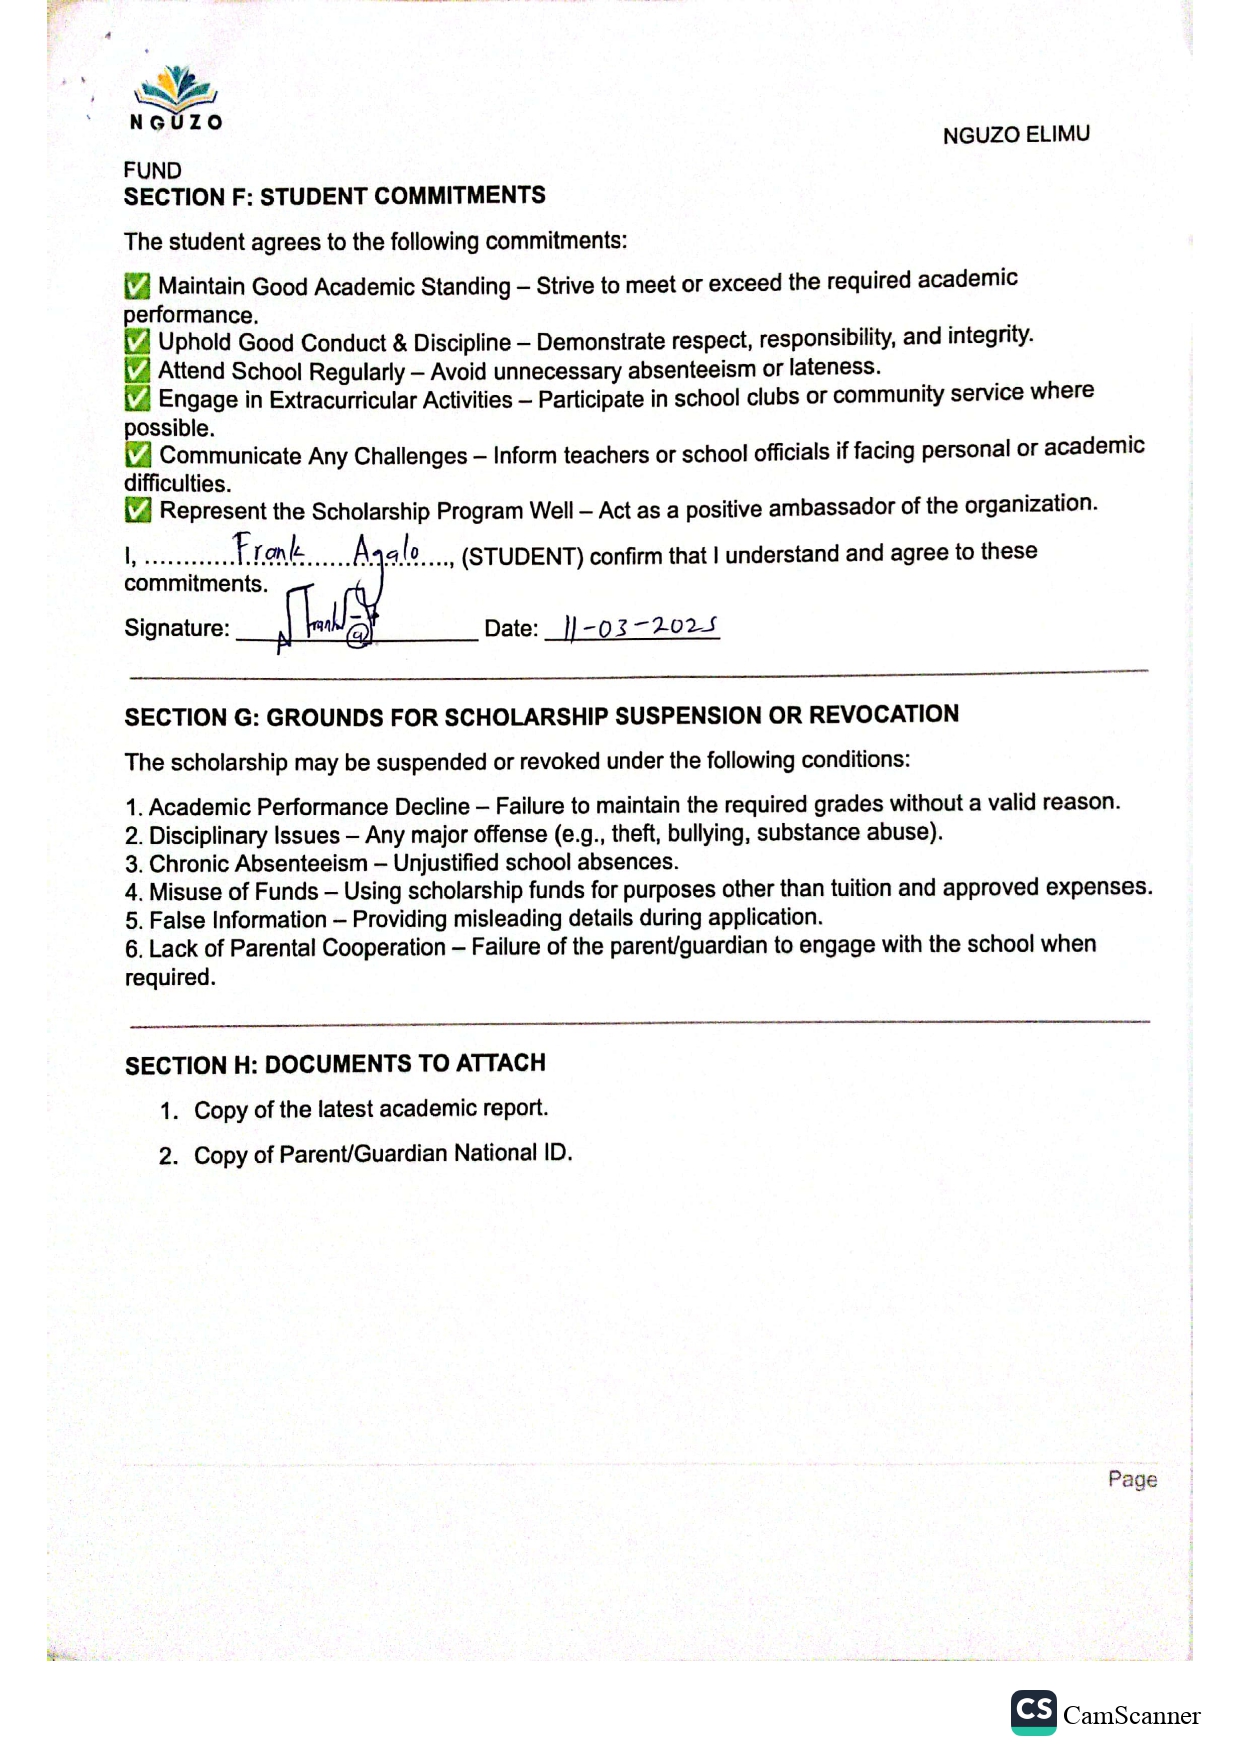 NGUZO
NGUZO ELIMU
FUND
SECTION F: STUDENT COMMITMENTS
The student agrees to the following commitments:
✅ Maintain Good Academic Standing – Strive to meet or exceed the required academic
performance.
✅ Uphold Good Conduct & Discipline – Demonstrate respect, responsibility, and integrity.
✅ Attend School Regularly – Avoid unnecessary absenteeism or lateness.
✅ Engage in Extracurricular Activities – Participate in school clubs or community service where
possible.
✅ Communicate Any Challenges – Inform teachers or school officials if facing personal or academic
difficulties.
✅ Represent the Scholarship Program Well – Act as a positive ambassador of the organization.
I, ...........Frank.....Agalo...., (STUDENT) confirm that I understand and agree to these
commitments.
Signature: Frank Date: 11-03-2025
SECTION G: GROUNDS FOR SCHOLARSHIP SUSPENSION OR REVOCATION
The scholarship may be suspended or revoked under the following conditions:
1. Academic Performance Decline – Failure to maintain the required grades without a valid reason.
2. Disciplinary Issues – Any major offense (e.g., theft, bullying, substance abuse).
3. Chronic Absenteeism – Unjustified school absences.
4. Misuse of Funds – Using scholarship funds for purposes other than tuition and approved expenses.
5. False Information – Providing misleading details during application.
6. Lack of Parental Cooperation – Failure of the parent/guardian to engage with the school when
required.
SECTION H: DOCUMENTS TO ATTACH
1. Copy of the latest academic report.
2. Copy of Parent/Guardian National ID.
Page
CS CamScanner